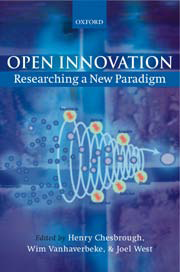 OXFORD
OPEN INNOVATION
Researching a New Paradigm
Edited by Henry Chesbrough,
Wim Vanhaverbeke, & Joel West